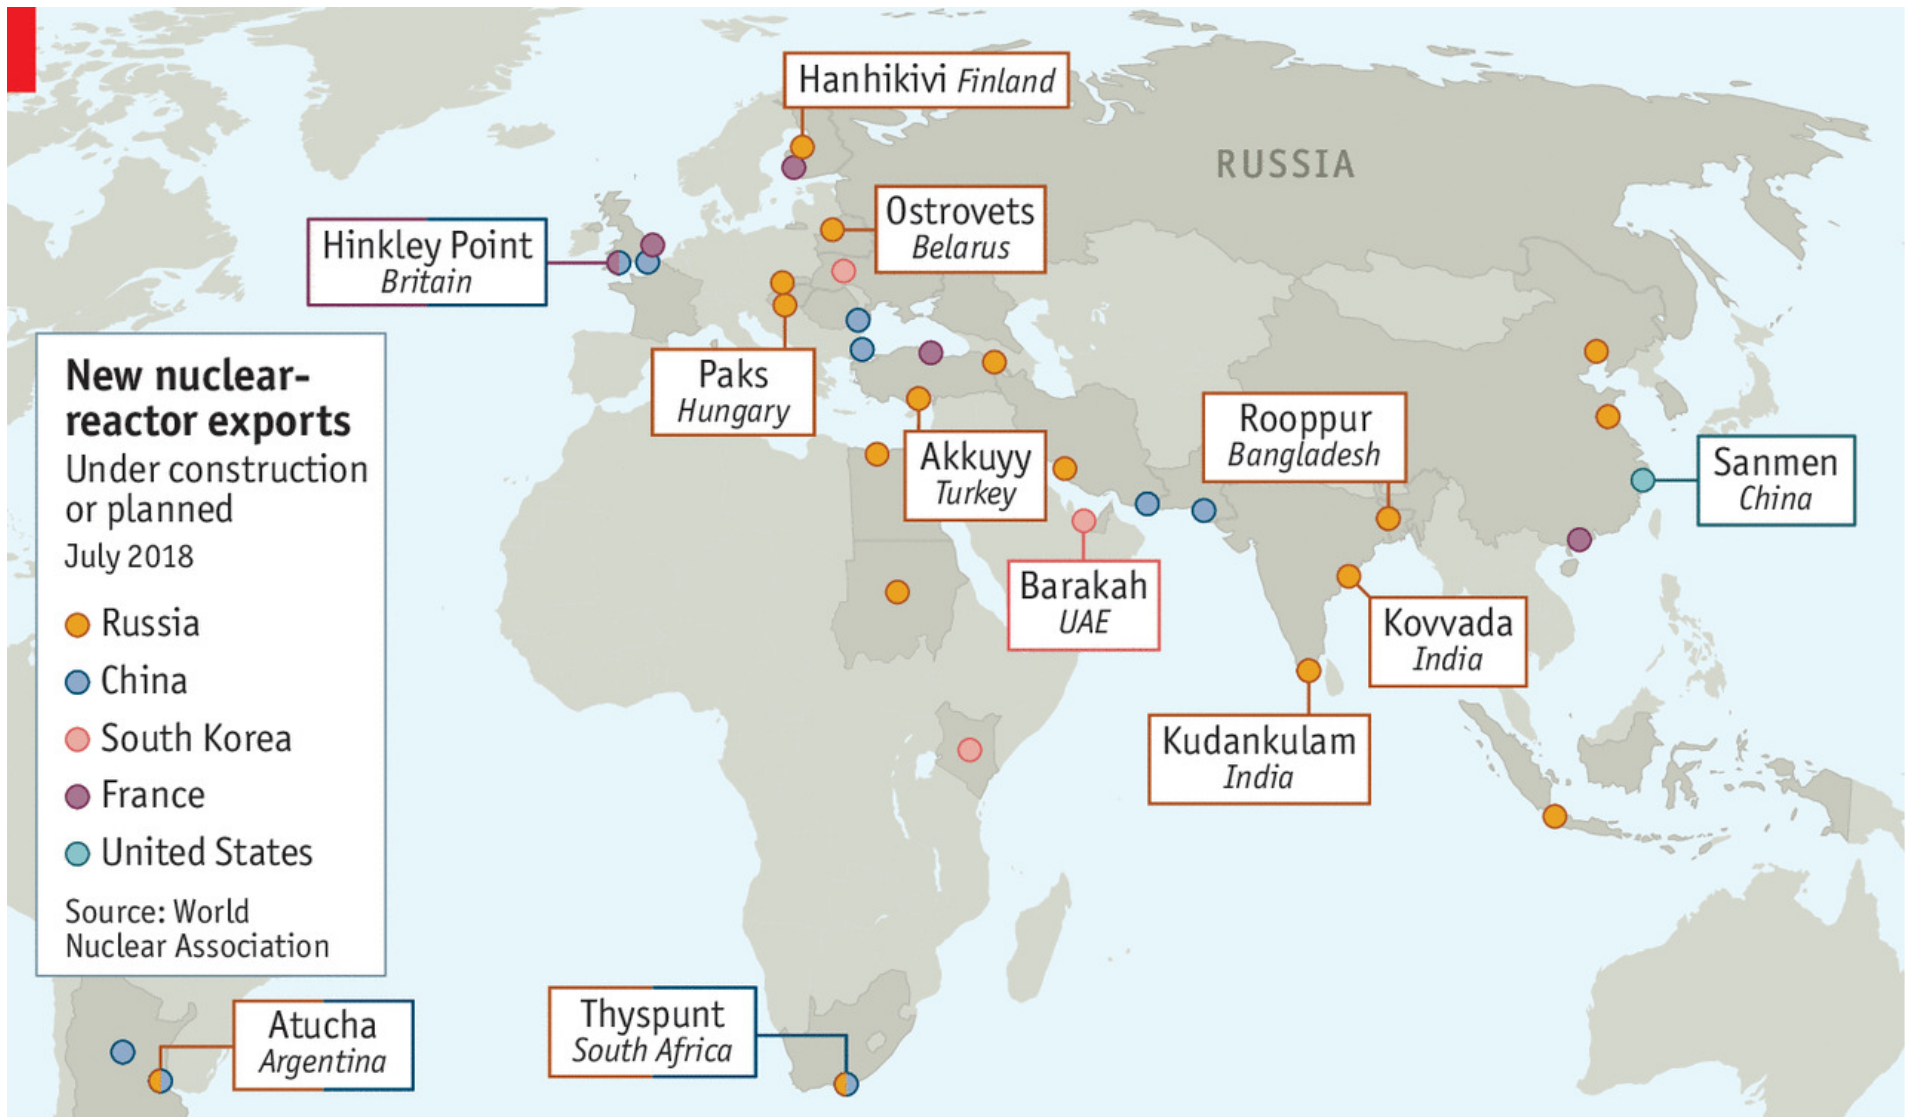 New nuclear-
reactor exports
Under construction
or planned
July 2018
Russia
China
South Korea
France
United States
Source: World
Nuclear Association
Hanhikivi Finland
RUSSIA
Ostrovets
Belarus
Hinkley Point
Britain
Paks
Hungary
Akkuyy
Turkey
Rooppur
Bangladesh
Sanmen
China
Barakah
UAE
Kovvada
India
Kudankulam
India
Thyspunt
South Africa
Atucha
Argentina